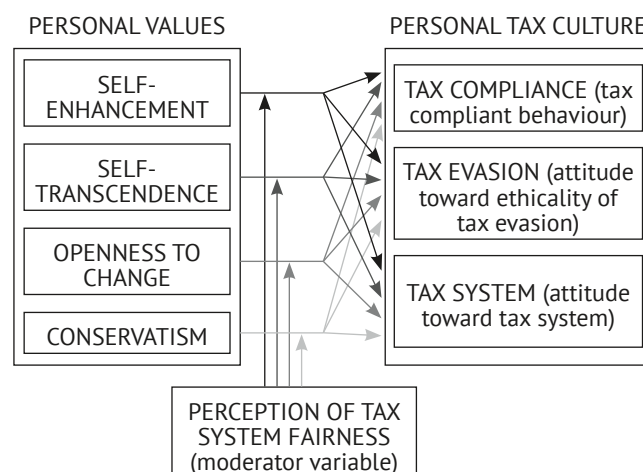 PERSONAL VALUES
SELF-
ENHANCEMENT
SELF-
TRANSCENDENCE
OPENNESS TO
CHANGE
CONSERVATISM
PERSONAL TAX CULTURE
TAX COMPLIANCE (tax
compliant behaviour)
TAX EVASION (attitude
toward ethicality of
tax evasion)
TAX SYSTEM (attitude
toward tax system)
PERCEPTION OF TAX
SYSTEM FAIRNESS
(moderator variable)